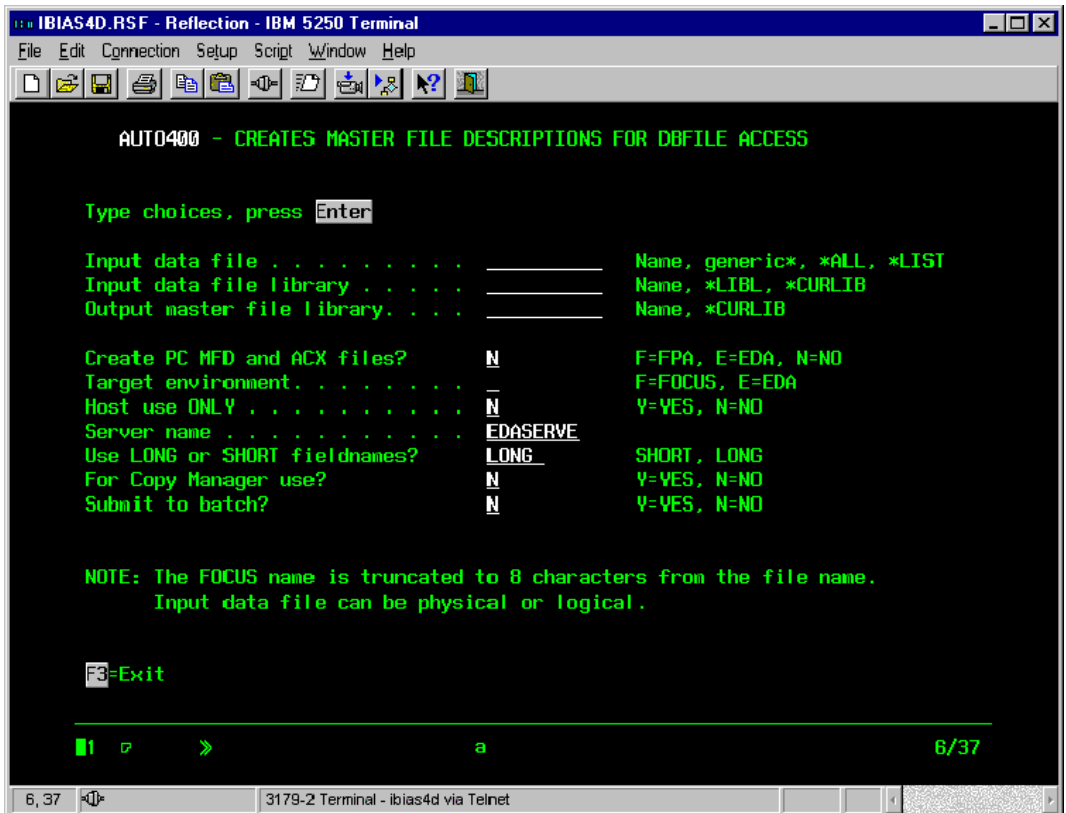 IBIAS4D.RSF - Reflection - IBM 5250 Terminal
File Edit Connection Setup Script Window Help
AUTO400 - CREATES MASTER FILE DESCRIPTIONS FOR DBFILE ACCESS
Type choices, press Enter
Input data file . . . . . . . . . __________ Name, generic*, *ALL, *LIST
Input data file library . . . . . __________ Name, *LIBL, *CURLIB
Output master file library. . . . __________ Name, *CURLIB
Create PC MFD and ACX files? N F=FPA, E=EDA, N=NO
Target environment. . . . . . . . _ F=FOCUS, E=EDA
Host use ONLY . . . . . . . . . . N Y=YES, N=NO
Server name . . . . . . . . . . . EDASERVE
Use LONG or SHORT fieldnames? LONG SHORT, LONG
For Copy Manager use? N Y=YES, N=NO
Submit to batch? N Y=YES, N=NO
NOTE: The FOCUS name is truncated to 8 characters from the file name.
Input data file can be physical or logical.
F3=Exit
1 » a 6/37
6, 37 3179-2 Terminal - ibias4d via Telnet